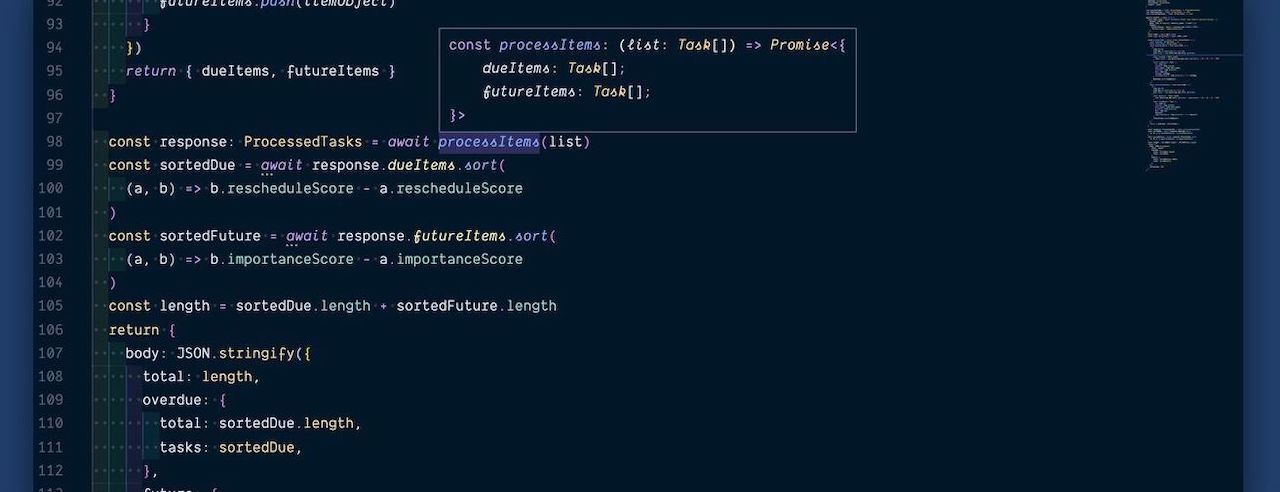 92 futureItems.push(itemObject)
93 }
94 })
95 return { dueItems, futureItems }
96 }
97
const processItems: (list: Task[]) => Promise<{
dueItems: Task[];
futureItems: Task[];
}>
98 const response: ProcessedTasks = await processItems(list)
99 const sortedDue = await response.dueItems.sort(
100 (a, b) => b.rescheduleScore - a.rescheduleScore
101 )
102 const sortedFuture = await response.futureItems.sort(
103 (a, b) => b.importanceScore - a.importanceScore
104 )
105 const length = sortedDue.length + sortedFuture.length
106 return {
107 body: JSON.stringify({
108 total: length,
109 overdue: {
110 total: sortedDue.length,
111 tasks: sortedDue,
112 },
113 future: {